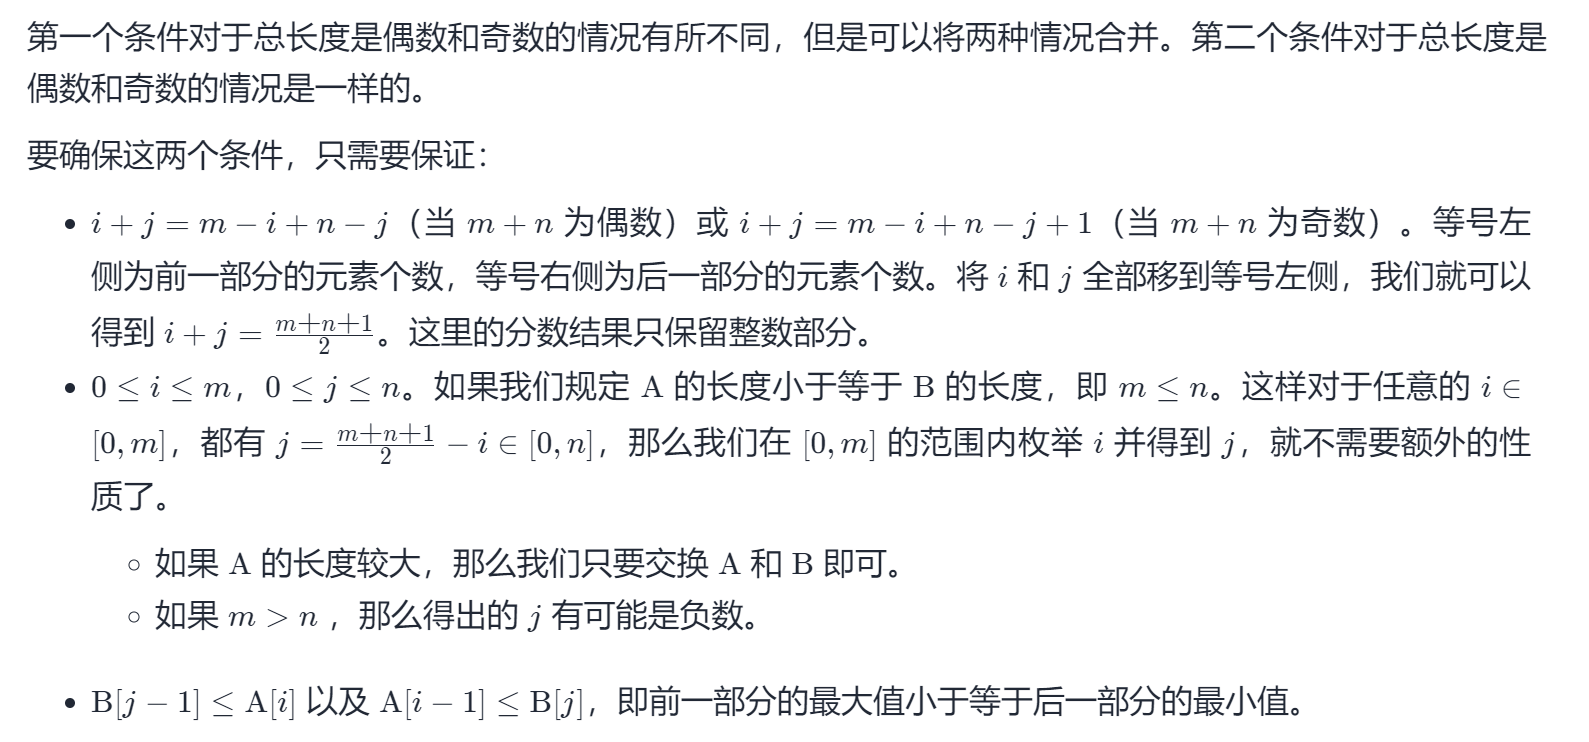 第一个条件对于总长度是偶数和奇数的情况有所不同，但是可以将两种情况合并。第二个条件对于总长度是
偶数和奇数的情况是一样的。
要确保这两个条件，只需要保证：
• i + j = m − i + n − j（当 m + n 为偶数）或 i + j = m − i + n − j + 1（当 m + n 为奇数）。等号左
侧为前一部分的元素个数，等号右侧为后一部分的元素个数。将 i 和 j 全部移到等号左侧，我们就可以
得到 i + j = \frac{m+n+1}{2}。这里的分数结果只保留整数部分。
• 0 ≤ i ≤ m，0 ≤ j ≤ n。如果我们规定 A 的长度小于等于 B 的长度，即 m ≤ n。这样对于任意的 i ∈
[0, m]，都有 j = \frac{m+n+1}{2} − i ∈ [0, n]，那么我们在 [0, m] 的范围内枚举 i 并得到 j，就不需要额外的性
质了。
◦ 如果 A 的长度较大，那么我们只要交换 A 和 B 即可。
◦ 如果 m > n ，那么得出的 j 有可能是负数。
• B[j − 1] ≤ A[i] 以及 A[i − 1] ≤ B[j]，即前一部分的最大值小于等于后一部分的最小值。